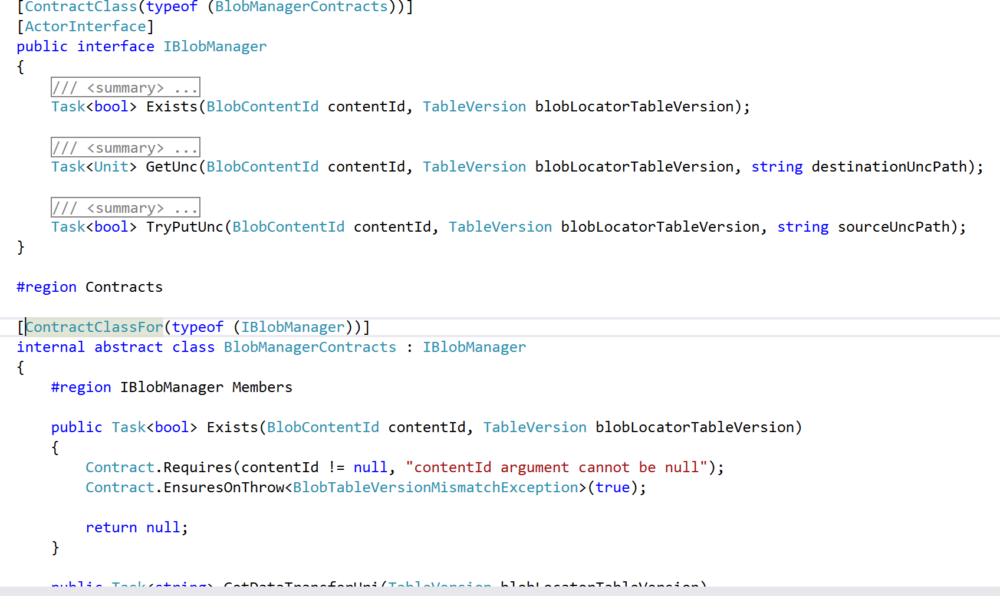 [ContractClass(typeof (BlobManagerContracts))]
[ActorInterface]
public interface IBlobManager
{
/// <summary> ...
Task<bool> Exists(BlobContentId contentId, TableVersion blobLocatorTableVersion);
/// <summary> ...
Task<Unit> GetUnc(BlobContentId contentId, TableVersion blobLocatorTableVersion, string destinationUncPath);
/// <summary> ...
Task<bool> TryPutUnc(BlobContentId contentId, TableVersion blobLocatorTableVersion, string sourceUncPath);
}
#region Contracts
[ContractClassFor(typeof (IBlobManager))]
internal abstract class BlobManagerContracts : IBlobManager
{
#region IBlobManager Members
public Task<bool> Exists(BlobContentId contentId, TableVersion blobLocatorTableVersion)
{
Contract.Requires(contentId != null, "contentId argument cannot be null");
Contract.EnsuresOnThrow<BlobTableVersionMismatchException>(true);
return null;
}
public Task<string> GetDataTransferUri(TableVersion blobLocatorTableVersion)